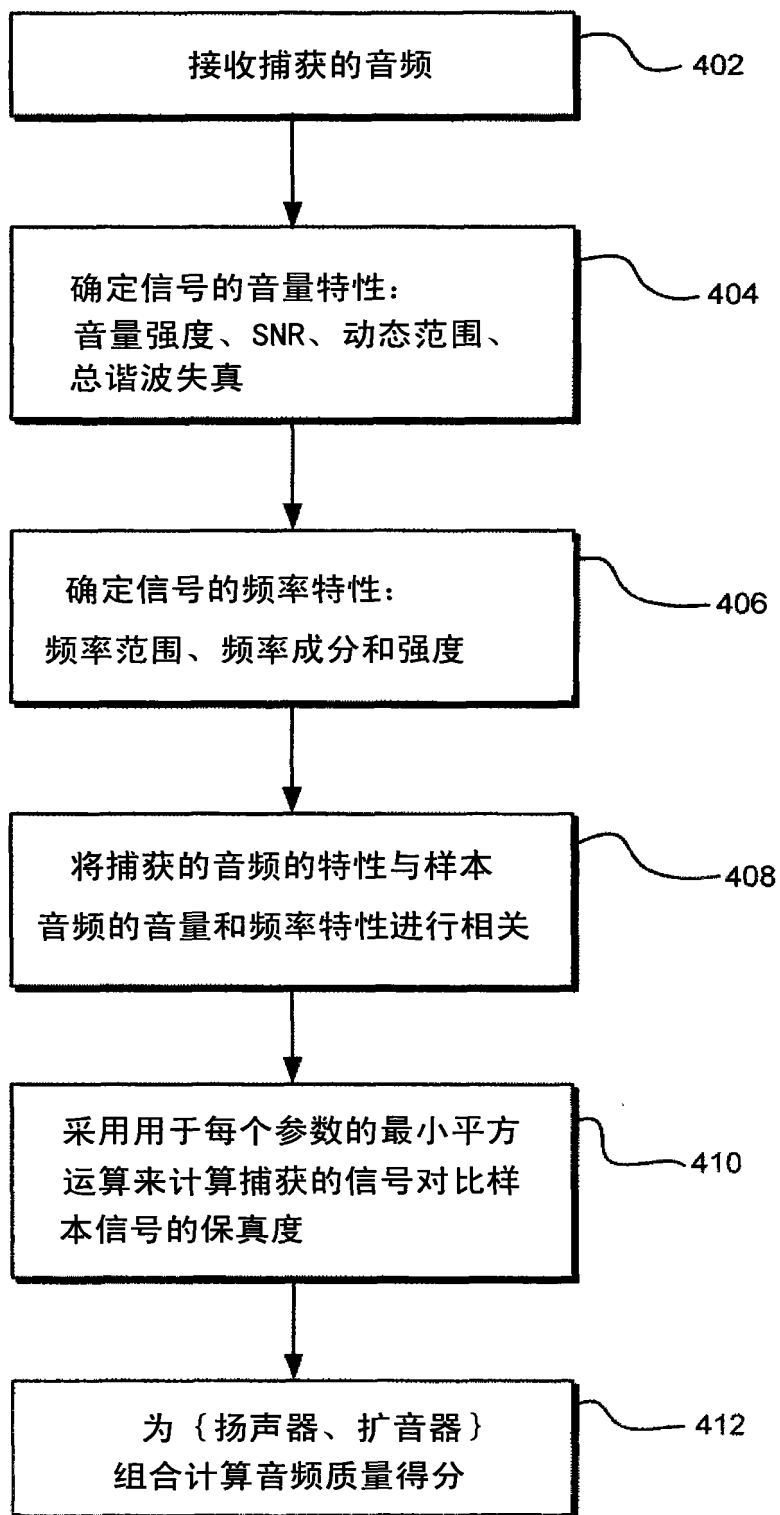 接收捕获的音频
402
确定信号的音量特性：
音量强度、SNR、动态范围、
总谐波失真
404
确定信号的频率特性：
频率范围、频率成分和强度
406
将捕获的音频的特性与样本
音频的音量和频率特性进行相关
408
采用用于每个参数的最小平方
运算来计算捕获的信号对比样
本信号的保真度
410
为｛扬声器、扩音器｝
组合计算音频质量得分
412